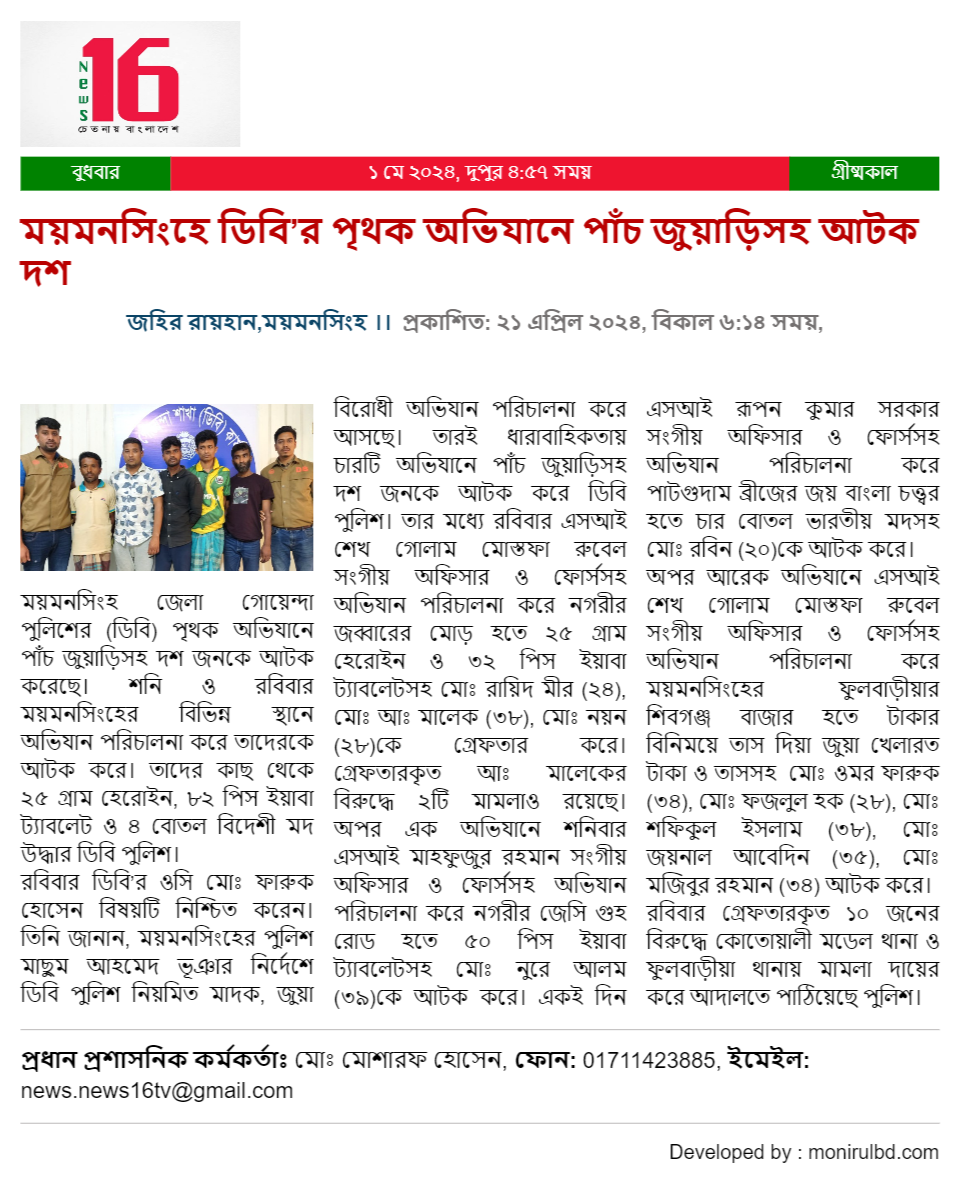 News
16
চেতনায় বাংলাদেশ
বুধবার
১ মে ২০২৪, দুপুর ৪:৫৭ সময়
গ্রীষ্মকাল
ময়মনসিংহে ডিবি’র পৃথক অভিযানে পাঁচ জুয়াড়িসহ আটক
দশ
জহির রায়হান,ময়মনসিংহ ।। প্রকাশিত: ২১ এপ্রিল ২০২৪, বিকাল ৬:১৪ সময়,
ময়মনসিংহ জেলা গোয়েন্দা
পুলিশের (ডিবি) পৃথক অভিযানে
পাঁচ জুয়াড়িসহ দশ জনকে আটক
করেছে। শনি ও রবিবার
ময়মনসিংহের বিভিন্ন স্থানে
অভিযান পরিচালনা করে তাদেরকে
আটক করে। তাদের কাছ থেকে
২৫ গ্রাম হেরোইন, ৮২ পিস ইয়াবা
ট্যাবলেট ও ৪ বোতল বিদেশী মদ
উদ্ধার ডিবি পুলিশ।
রবিবার ডিবি’র ওসি মোঃ ফারুক
হোসেন বিষয়টি নিশ্চিত করেন।
তিনি জানান, ময়মনসিংহের পুলিশ
মাছুম আহমেদ ভূঞার নির্দেশে
ডিবি পুলিশ নিয়মিত মাদক, জুয়া
বিরোধী অভিযান পরিচালনা করে
আসছে। তারই ধারাবাহিকতায়
চারটি অভিযানে পাঁচ জুয়াড়িসহ
দশ জনকে আটক করে ডিবি
পুলিশ। তার মধ্যে রবিবার এসআই
শেখ গোলাম মোস্তফা রুবেল
সংগীয় অফিসার ও ফোর্সসহ
অভিযান পরিচালনা করে নগরীর
জব্বারের মোড় হতে ২৫ গ্রাম
হেরোইন ও ৩২ পিস ইয়াবা
ট্যাবলেটসহ মোঃ রায়িদ মীর (২৪),
মোঃ আঃ মালেক (৩৮), মোঃ নয়ন
(২৮)কে গ্রেফতার করে।
গ্রেফতারকৃত আঃ মালেকের
বিরুদ্ধে ২টি মামলাও রয়েছে।
অপর এক অভিযানে শনিবার
এসআই মাহফুজুর রহমান সংগীয়
অফিসার ও ফোর্সসহ অভিযান
পরিচালনা করে নগরীর জেসি গুহ
রোড হতে ৫০ পিস ইয়াবা
ট্যাবলেটসহ মোঃ নুরে আলম
(৩৯)কে আটক করে। একই দিন
এসআই রূপন কুমার সরকার
সংগীয় অফিসার ও ফোর্সসহ
অভিযান পরিচালনা করে
পাটগুদাম ব্রীজের জয় বাংলা চত্ত্বর
হতে চার বোতল ভারতীয় মদসহ
মোঃ রবিন (২০)কে আটক করে।
অপর আরেক অভিযানে এসআই
শেখ গোলাম মোস্তফা রুবেল
সংগীয় অফিসার ও ফোর্সসহ
অভিযান পরিচালনা করে
ময়মনসিংহের ফুলবাড়ীয়ার
শিবগঞ্জ বাজার হতে টাকার
বিনিময়ে তাস দিয়া জুয়া খেলারত
টাকা ও তাসসহ মোঃ ওমর ফারুক
(৩৪), মোঃ ফজলুল হক (২৮), মোঃ
শফিকুল ইসলাম (৩৮), মোঃ
জয়নাল আবেদিন (৩৫), মোঃ
মজিবুর রহমান (৩৪) আটক করে।
রবিবার গ্রেফতারকৃত ১০ জনের
বিরুদ্ধে কোতোয়ালী মডেল থানা ও
ফুলবাড়ীয়া থানায় মামলা দায়ের
করে আদালতে পাঠিয়েছে পুলিশ।
প্রধান প্রশাসনিক কর্মকর্তাঃ মোঃ মোশারফ হোসেন, ফোন: 01711423885, ইমেইল:
news.news16tv@gmail.com
Developed by : monirulbd.com